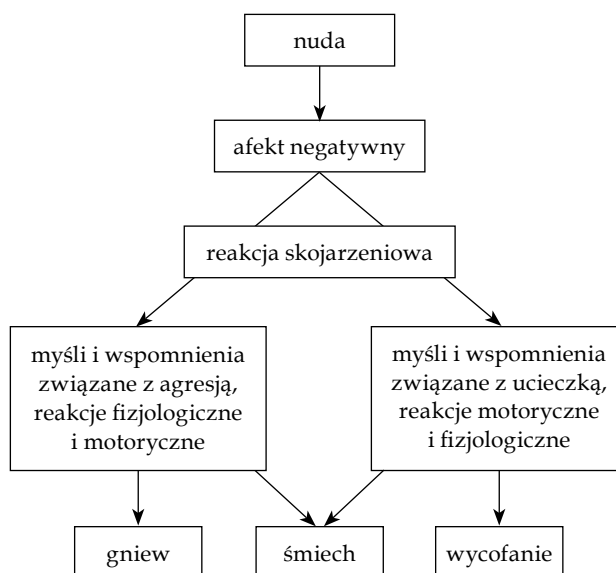 nuda
afekt negatywny
reakcja skojarzeniowa
myśli i wspomnienia
związane z agresją,
reakcje fizjologiczne
i motoryczne
myśli i wspomnienia
związane z ucieczką,
reakcje motoryczne
i fizjologiczne
gniew
śmiech
wycofanie